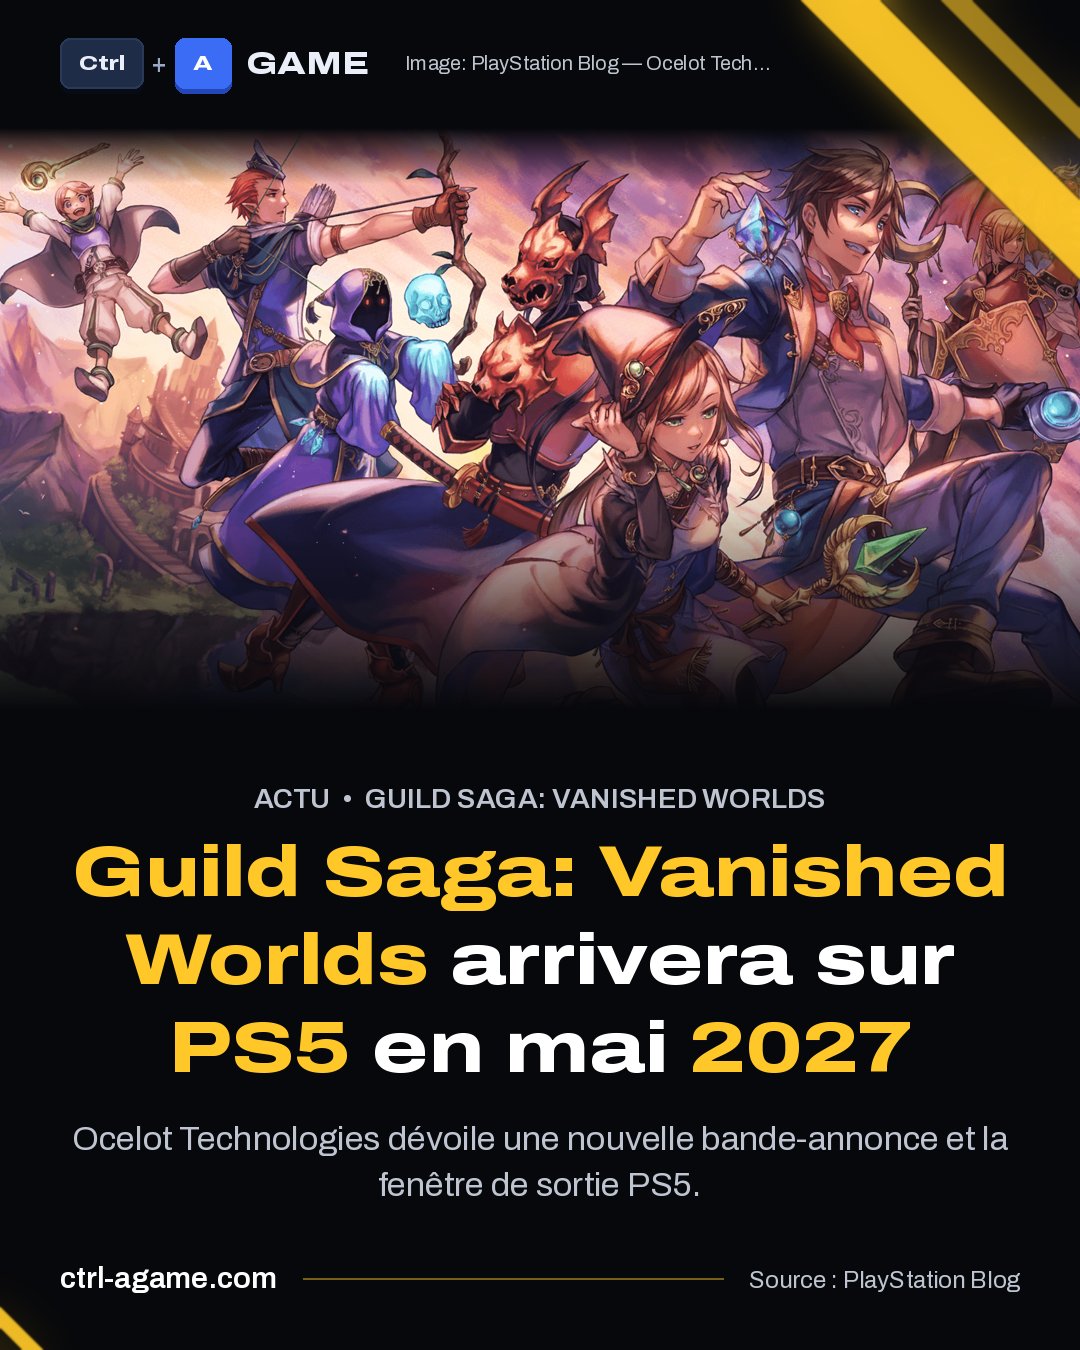 Ctrl + A GAME Image: PlayStation Blog — Ocelot Tech...
ACTU • GUILD SAGA: VANISHED WORLDS
Guild Saga: Vanished
Worlds arrivera sur
PS5 en mai 2027
Ocelot Technologies dévoile une nouvelle bande-annonce et la
fenêtre de sortie PS5.
ctrl-agame.com Source : PlayStation Blog